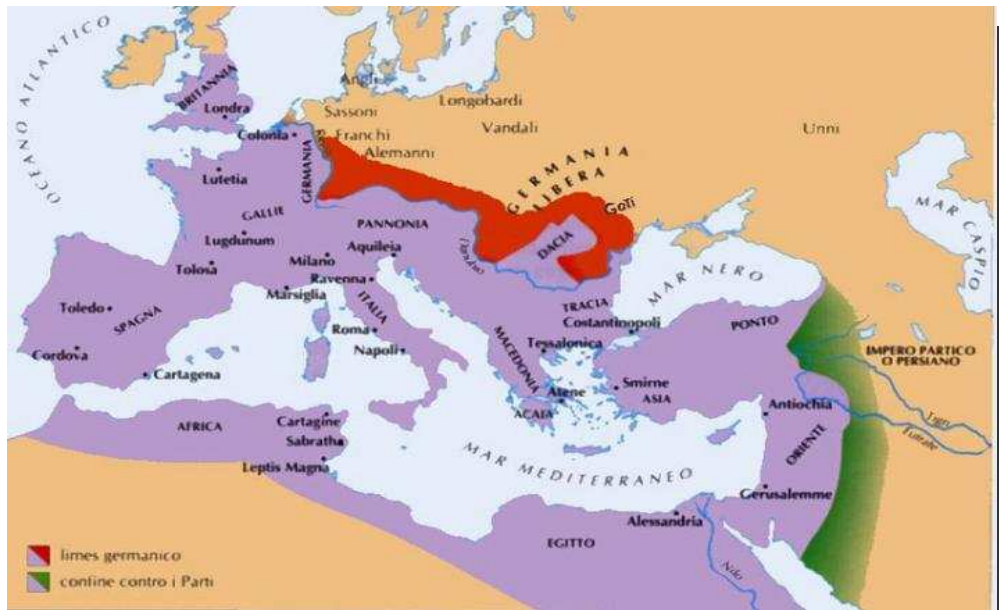 OCEANO ATLANTICO
BRITANNIA
Londra
Angli
Sassoni
Longobardi
Franchi
Vandali
Alemanni
Unni
Colonia
Reno
GERMANIA
GERMANIA
LIBERA
Goti
Lutetia
GALLIE
Lugdunum
Tolosa
PANNONIA
Aquileia
Milano
Ravenna
Marsiglia
ITALIA
Roma
Napoli
Danubio
DACIA
TRACIA
Costantinopoli
MACEDONIA
Tessalonica
Atene
ACAIA
MAR NERO
MAR CASPIO
PONTO
IMPERO PARTICO
O PERSIANO
Smirne
ASIA
Antiochia
Tigri
Eufrate
ORIENTE
Gerusalemme
Toledo
SPAGNA
Cordova
Cartagena
AFRICA
Cartagine
Sabratha
Leptis Magna
MAR MEDITERRANEO
Alessandria
EGITTO
Nilo
limes germanico
confine contro i Parti